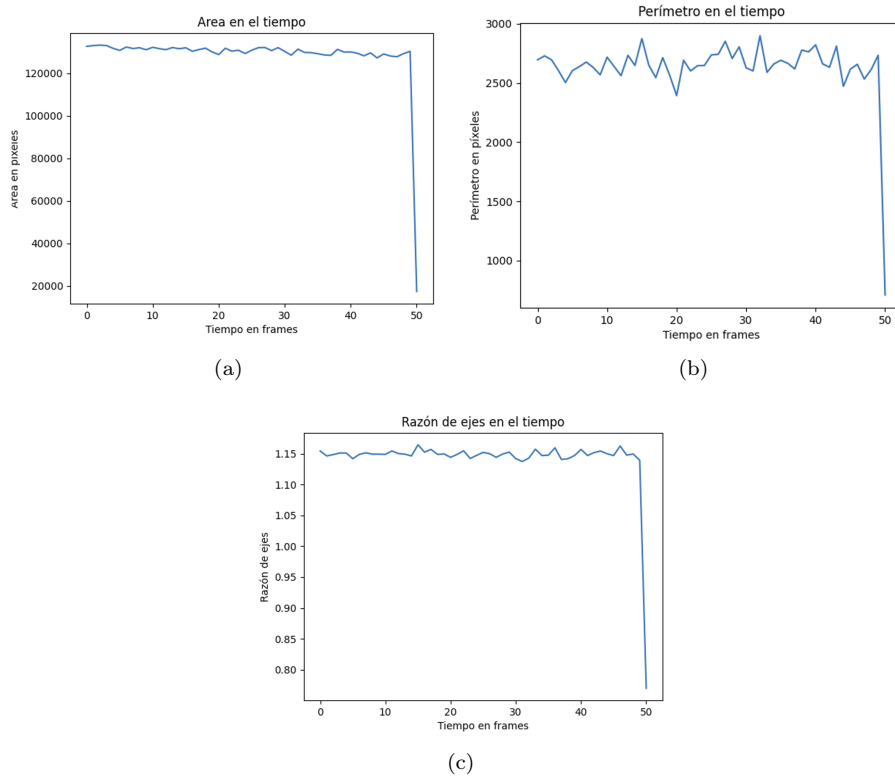 Area en el tiempo
120000
100000
80000
60000
40000
20000
Area en pixeles
0 10 20 30 40 50
Tiempo en frames
(a)
Perímetro en el tiempo
3000
2500
2000
1500
1000
Perímetro en píxeles
0 10 20 30 40 50
Tiempo en frames
(b)
Razón de ejes en el tiempo
1.15
1.10
1.05
1.00
0.95
0.90
0.85
0.80
Razón de ejes
0 10 20 30 40 50
Tiempo en frames
(c)